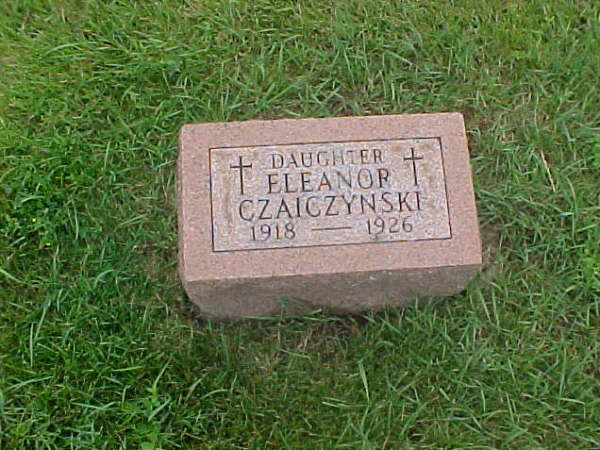 DAUGHTER
ELEANOR
CZAICZYNSKI
1918 — 1926